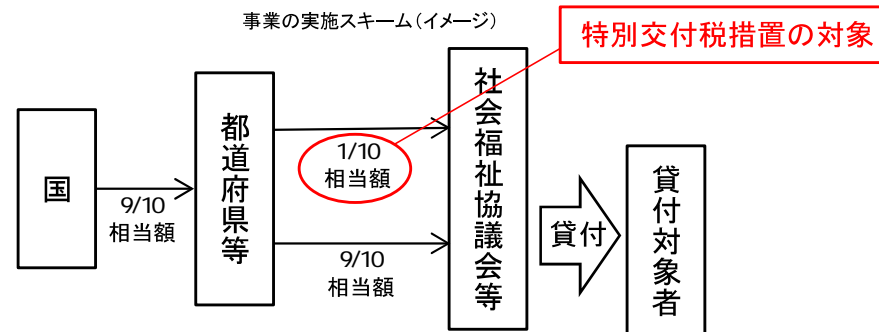 事業の実施スキーム（イメージ）
特別交付税措置の対象
国
9/10
相当額
都道府県等
1/10
相当額
9/10
相当額
社会福祉協議会等
貸付
貸付対象者